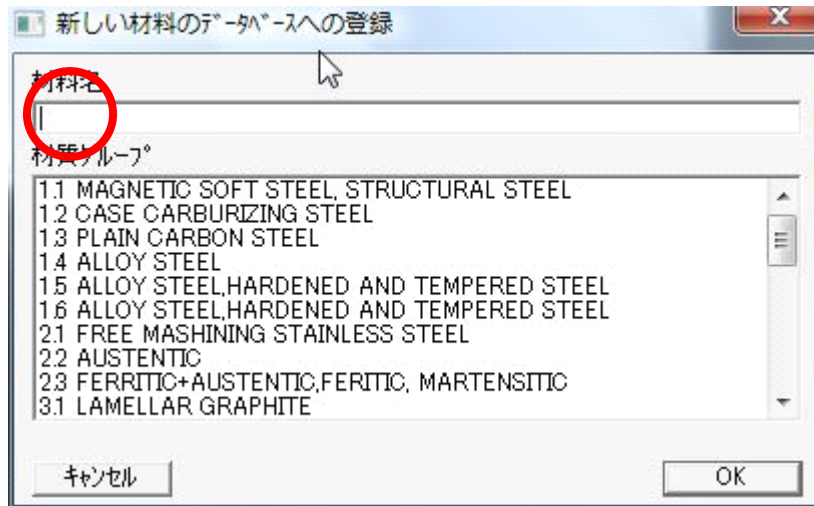 新しい材料のﾃﾞｰﾀﾍﾞｰｽへの登録
材料名
材質ｸﾞﾙｰﾌﾟ
1.1 MAGNETIC SOFT STEEL, STRUCTURAL STEEL
1.2 CASE CARBURIZING STEEL
1.3 PLAIN CARBON STEEL
1.4 ALLOY STEEL
1.5 ALLOY STEEL,HARDENED AND TEMPERED STEEL
1.6 ALLOY STEEL,HARDENED AND TEMPERED STEEL
2.1 FREE MASHINING STAINLESS STEEL
2.2 AUSTENTIC
2.3 FERRITIC+AUSTENTIC,FERITIC, MARTENSITIC
3.1 LAMELLAR GRAPHITE
ｷｬﾝｾﾙ
OK